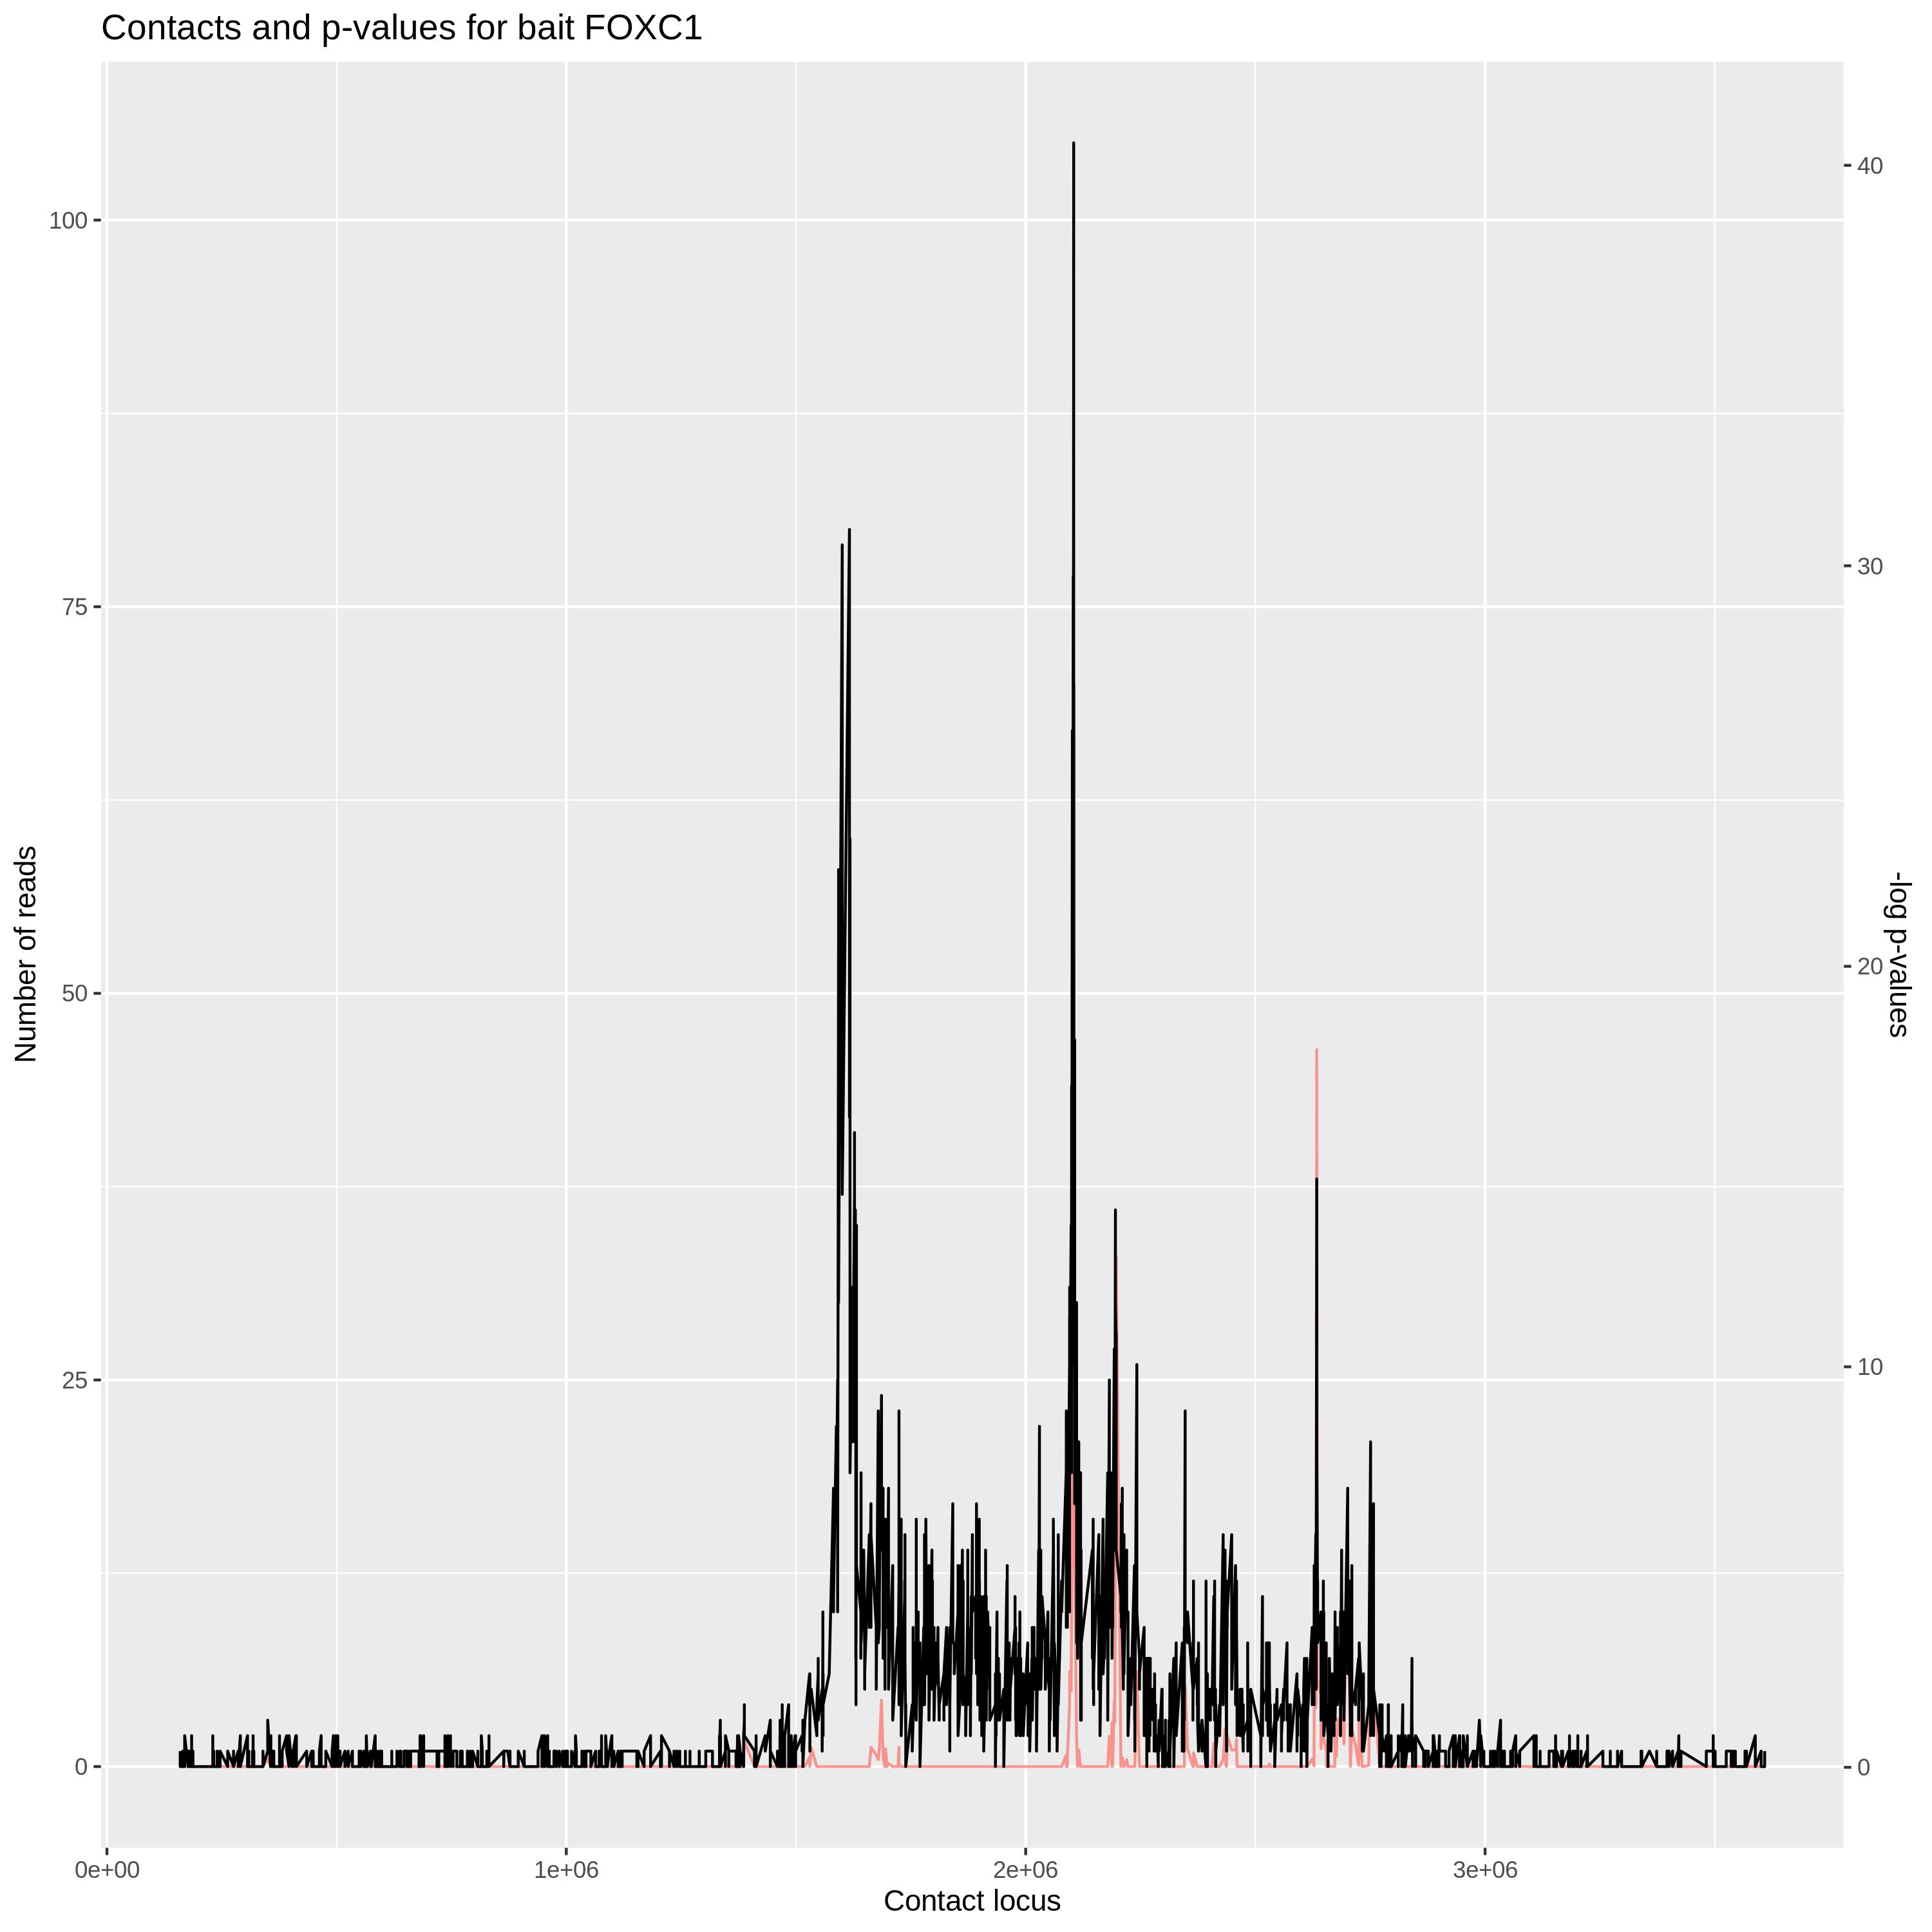 Contacts and p-values for bait FOXC1
100
75
50
25
0
Number of reads
40
30
20
10
0
-log p-values
0e+00
1e+06
2e+06
3e+06
Contact locus